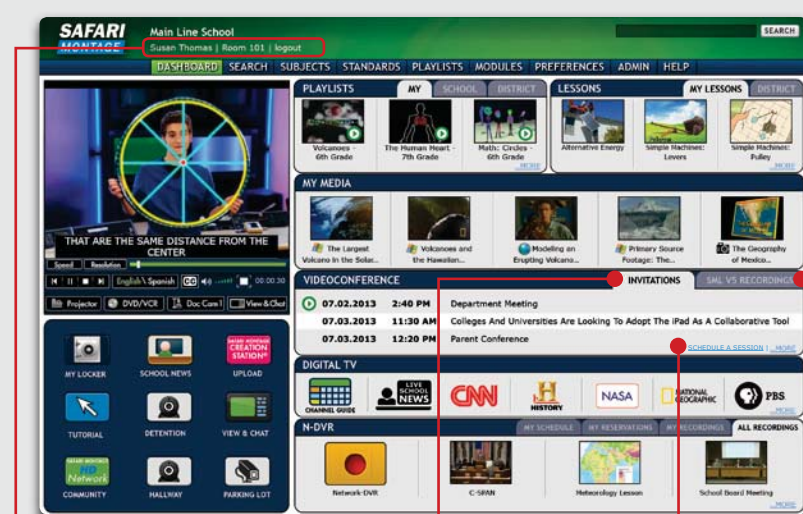 SAFARI
MONTAGE
Main Line School
Susan Thomas | Room 101 | logout
SEARCH
DASHBOARD SEARCH SUBJECTS STANDARDS PLAYLISTS MODULES PREFERENCES ADMIN HELP
THAT ARE THE SAME DISTANCE FROM THE
CENTER
Speed Resolution
English\Spanish CC 00:00:30
Projector DVD/VCR Doc Cam 1 View & Chat
MY LOCKER
SCHOOL NEWS
SAFARI MONTAGE
CREATION
STATION®
UPLOAD
TUTORIAL
DETENTION
VIEW & CHAT
SAFARI MONTAGE
HD
Network
COMMUNITY
HALLWAY
PARKING LOT
PLAYLISTS MY SCHOOL DISTRICT
Volcanoes -
6th Grade
The Human Heart -
7th Grade
Math: Circles -
6th Grade
...MORE
LESSONS MY LESSONS DISTRICT
Alternative Energy
Simple Machines:
Levers
Simple Machines:
Pulley
...MORE
MY MEDIA
The Largest
Volcano in the Solar...
Volcanoes and
the Hawaiian...
Modeling an
Erupting Volcano...
Primary Source
Footage: The...
The Geography
of Mexico...
VIDEOCONFERENCE INVITATIONS SML VS RECORDINGS
07.02.2013 2:40 PM Department Meeting
07.03.2013 11:30 AM Colleges And Universities Are Looking To Adopt The iPad As A Collaborative Tool
07.03.2013 12:20 PM Parent Conference
SCHEDULE A SESSION | ...MORE
DIGITAL TV
CHANNEL GUIDE
LIVE
SCHOOL
NEWS
CNN
H
HISTORY
NASA
NATIONAL
GEOGRAPHIC
PBS
...MORE
N-DVR MY SCHEDULE MY RESERVATIONS MY RECORDINGS ALL RECORDINGS
Network-DVR
C-SPAN
Meteorology Lesson
School Board Meeting
...MORE